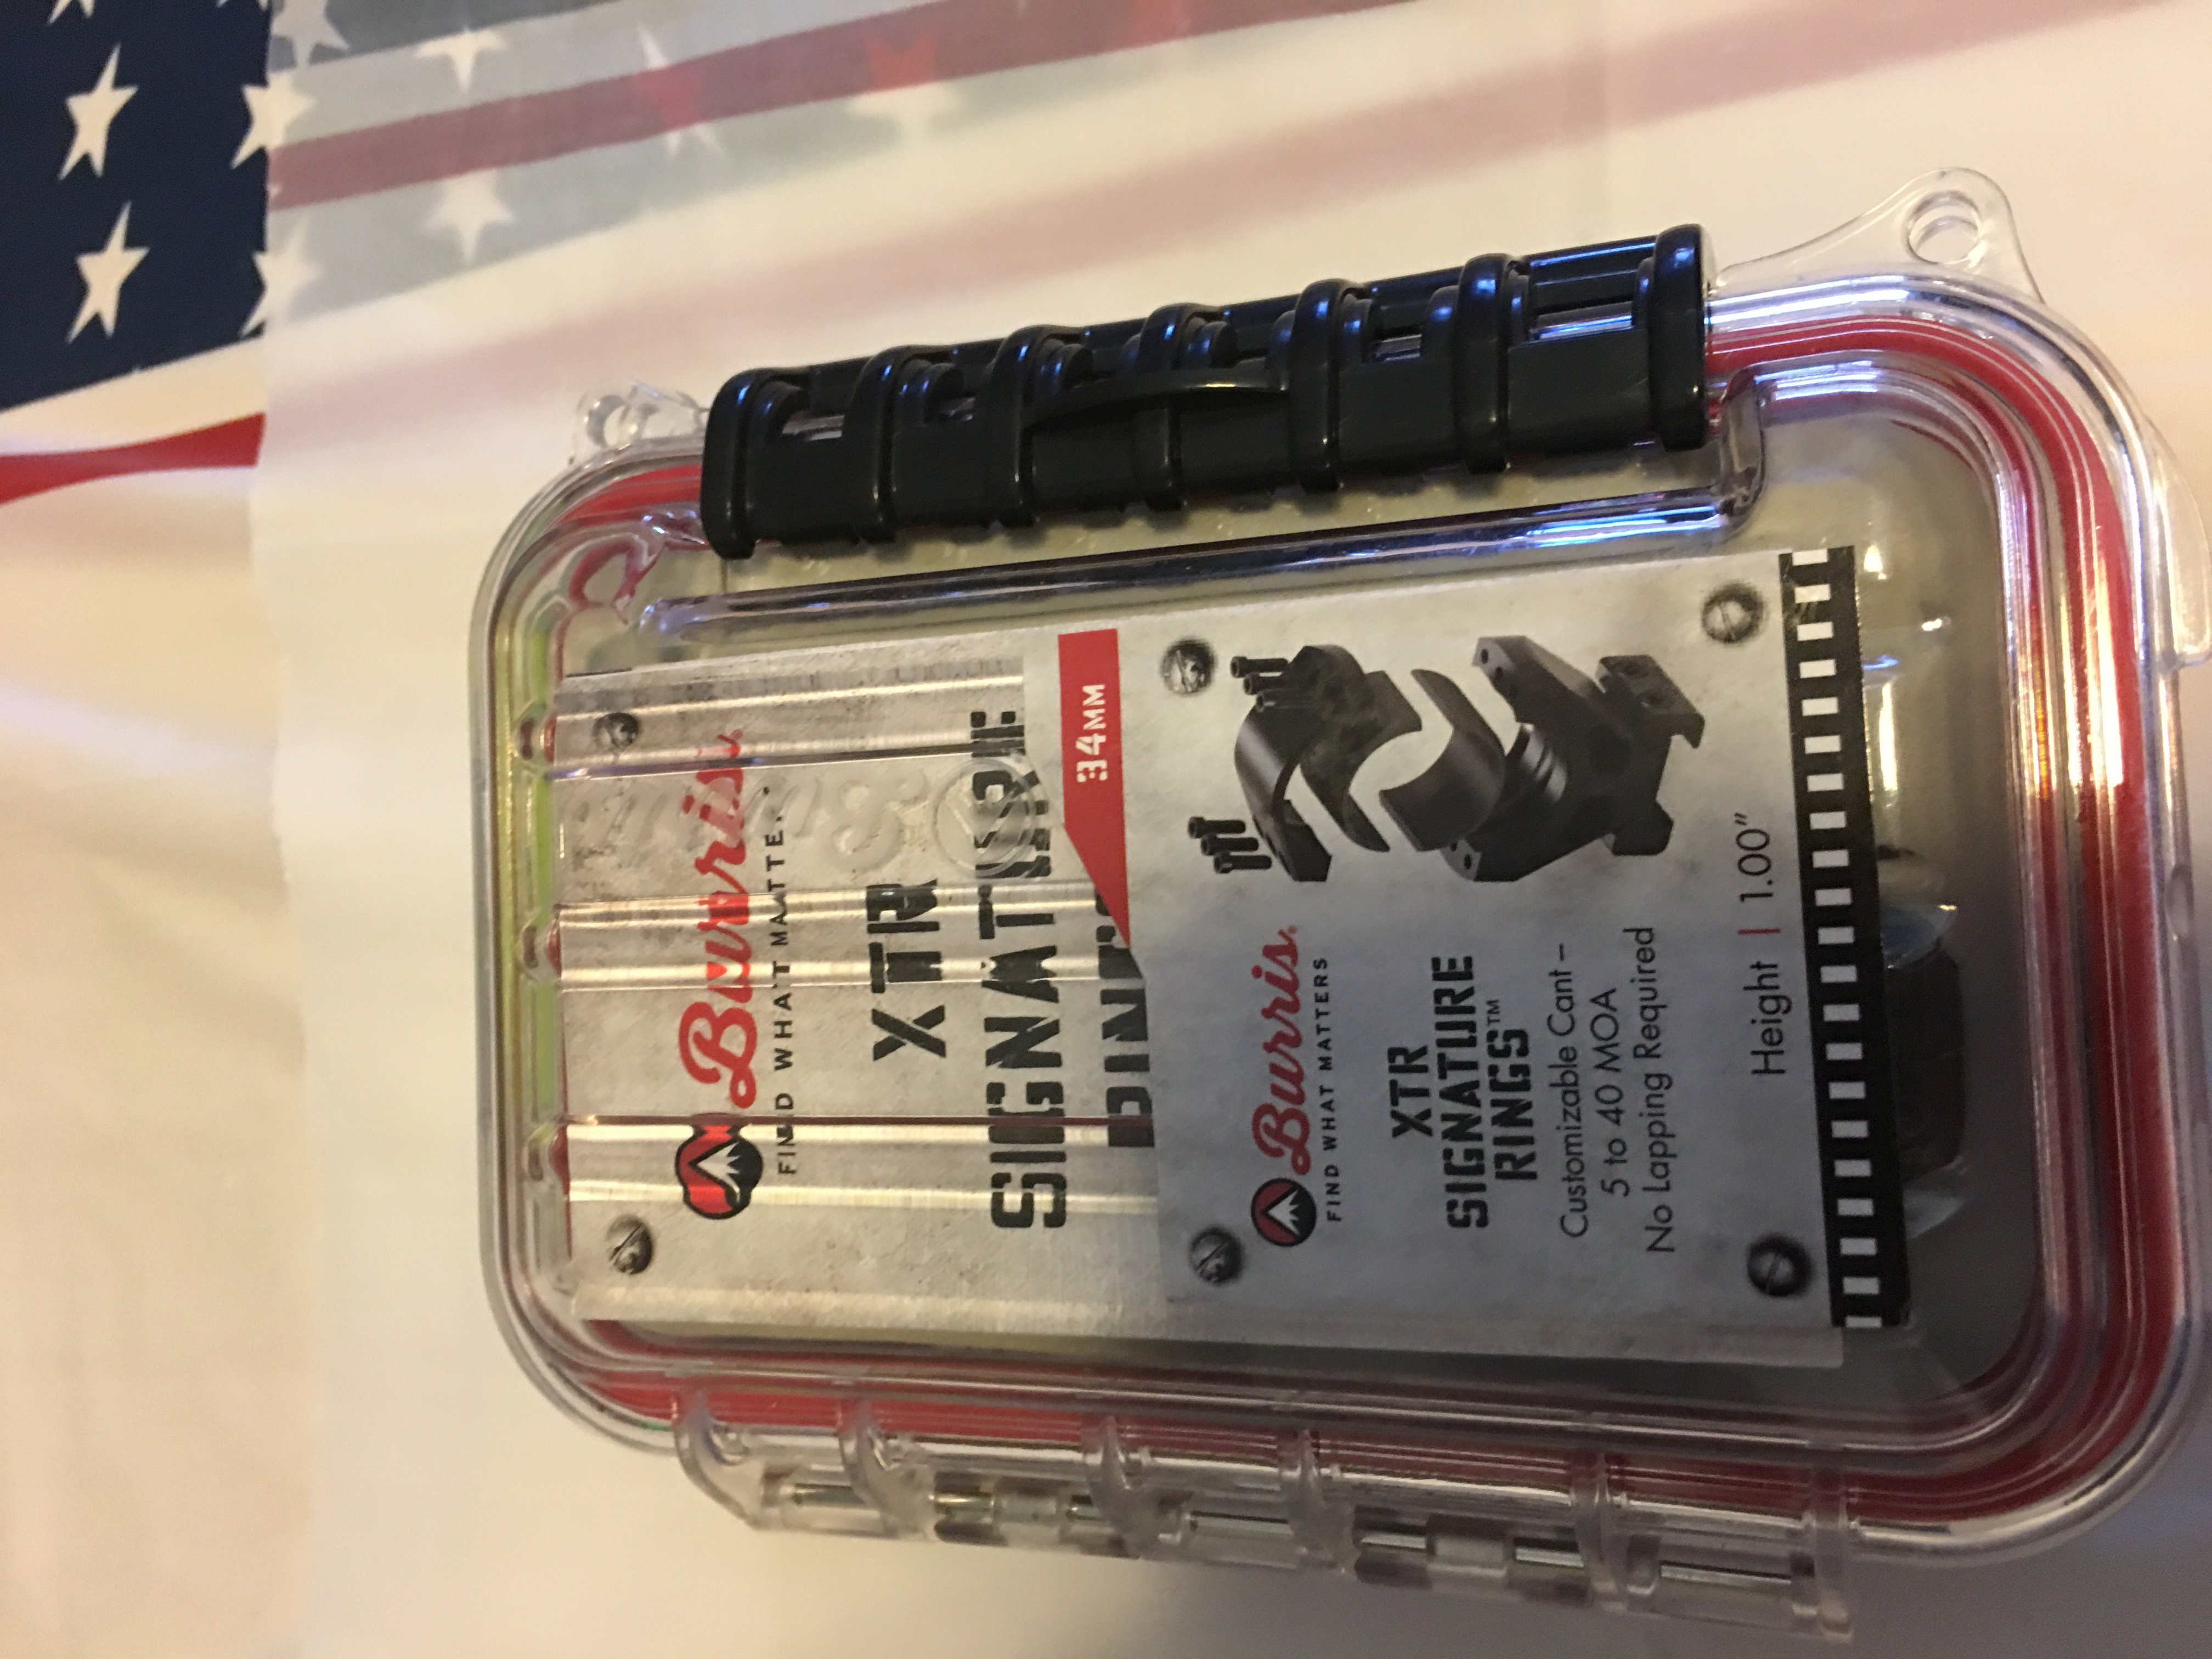 Burris.
FIND WHAT MATTE
XTR
SIGNATURE
34MM
Burris.
FIND WHAT MATTERS
XTR
SIGNATURE
RINGS™
Customizable Cant –
5 to 40 MOA
No Lapping Required
Height | 1.00"